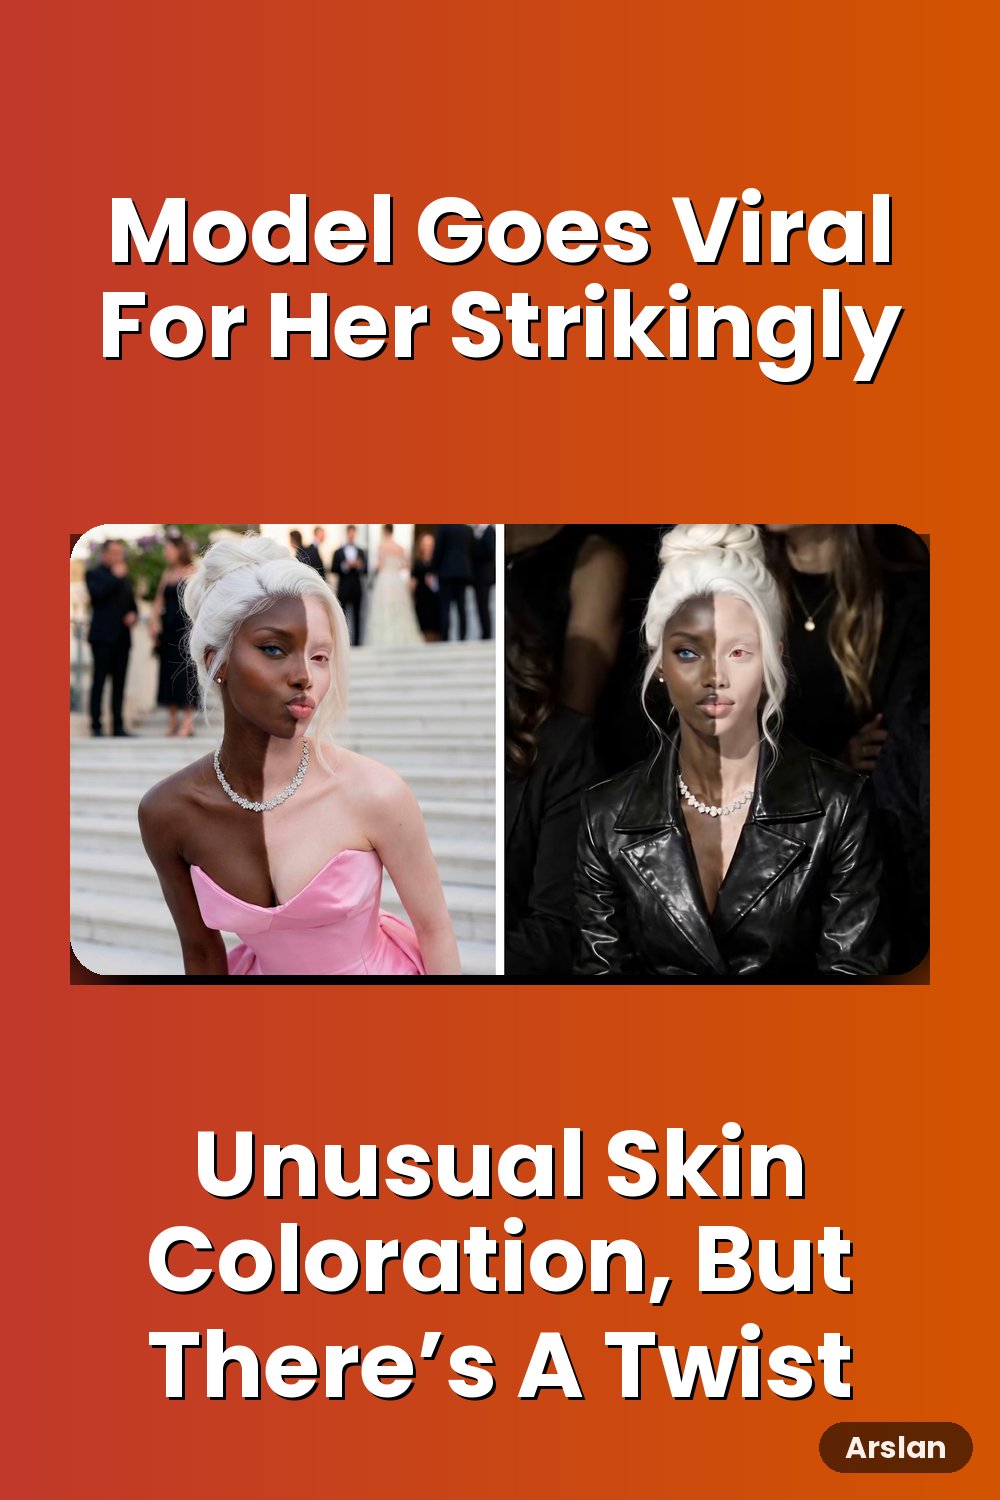 Model Goes Viral
For Her Strikingly
Unusual Skin
Coloration, But
There’s A Twist
Arslan